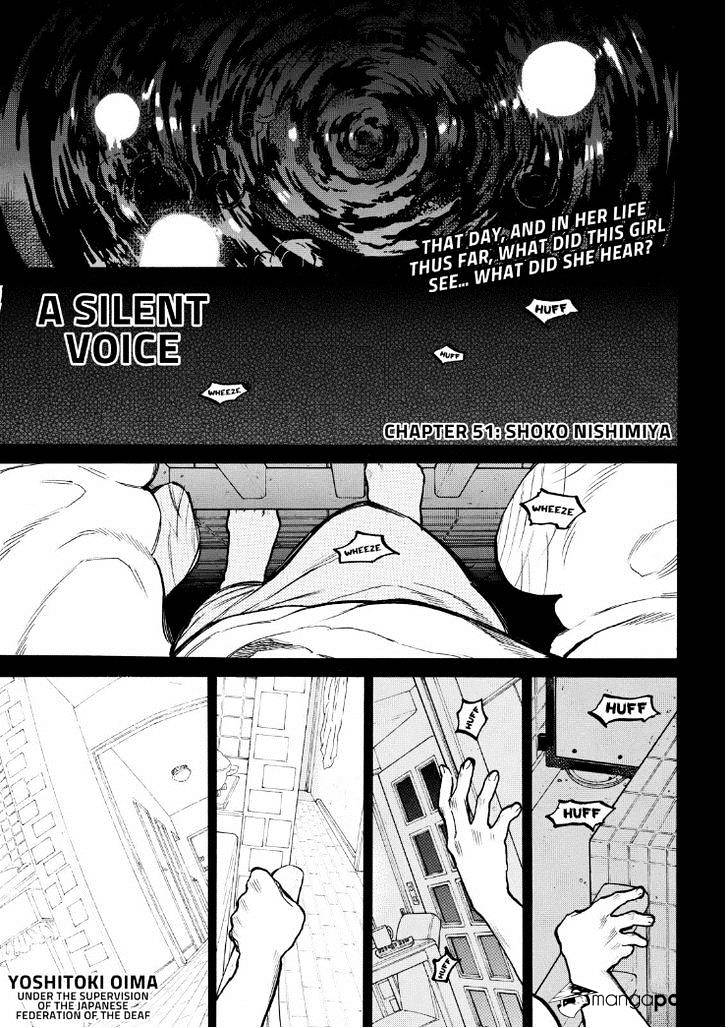 THAT DAY, AND IN HER LIFE
THUS FAR, WHAT DID THIS GIRL
SEE... WHAT DID SHE HEAR?
A SILENT
VOICE
HUFF
HUFF
WHEEZE
CHAPTER 51: SHOKO NISHIMIYA
WHEEZE
WHEEZE
HUFF
HUFF
HUFF
HUFF
YOSHITOKI OIMA
UNDER THE SUPERVISION
OF THE JAPANESE
FEDERATION OF THE DEAF
mangapa